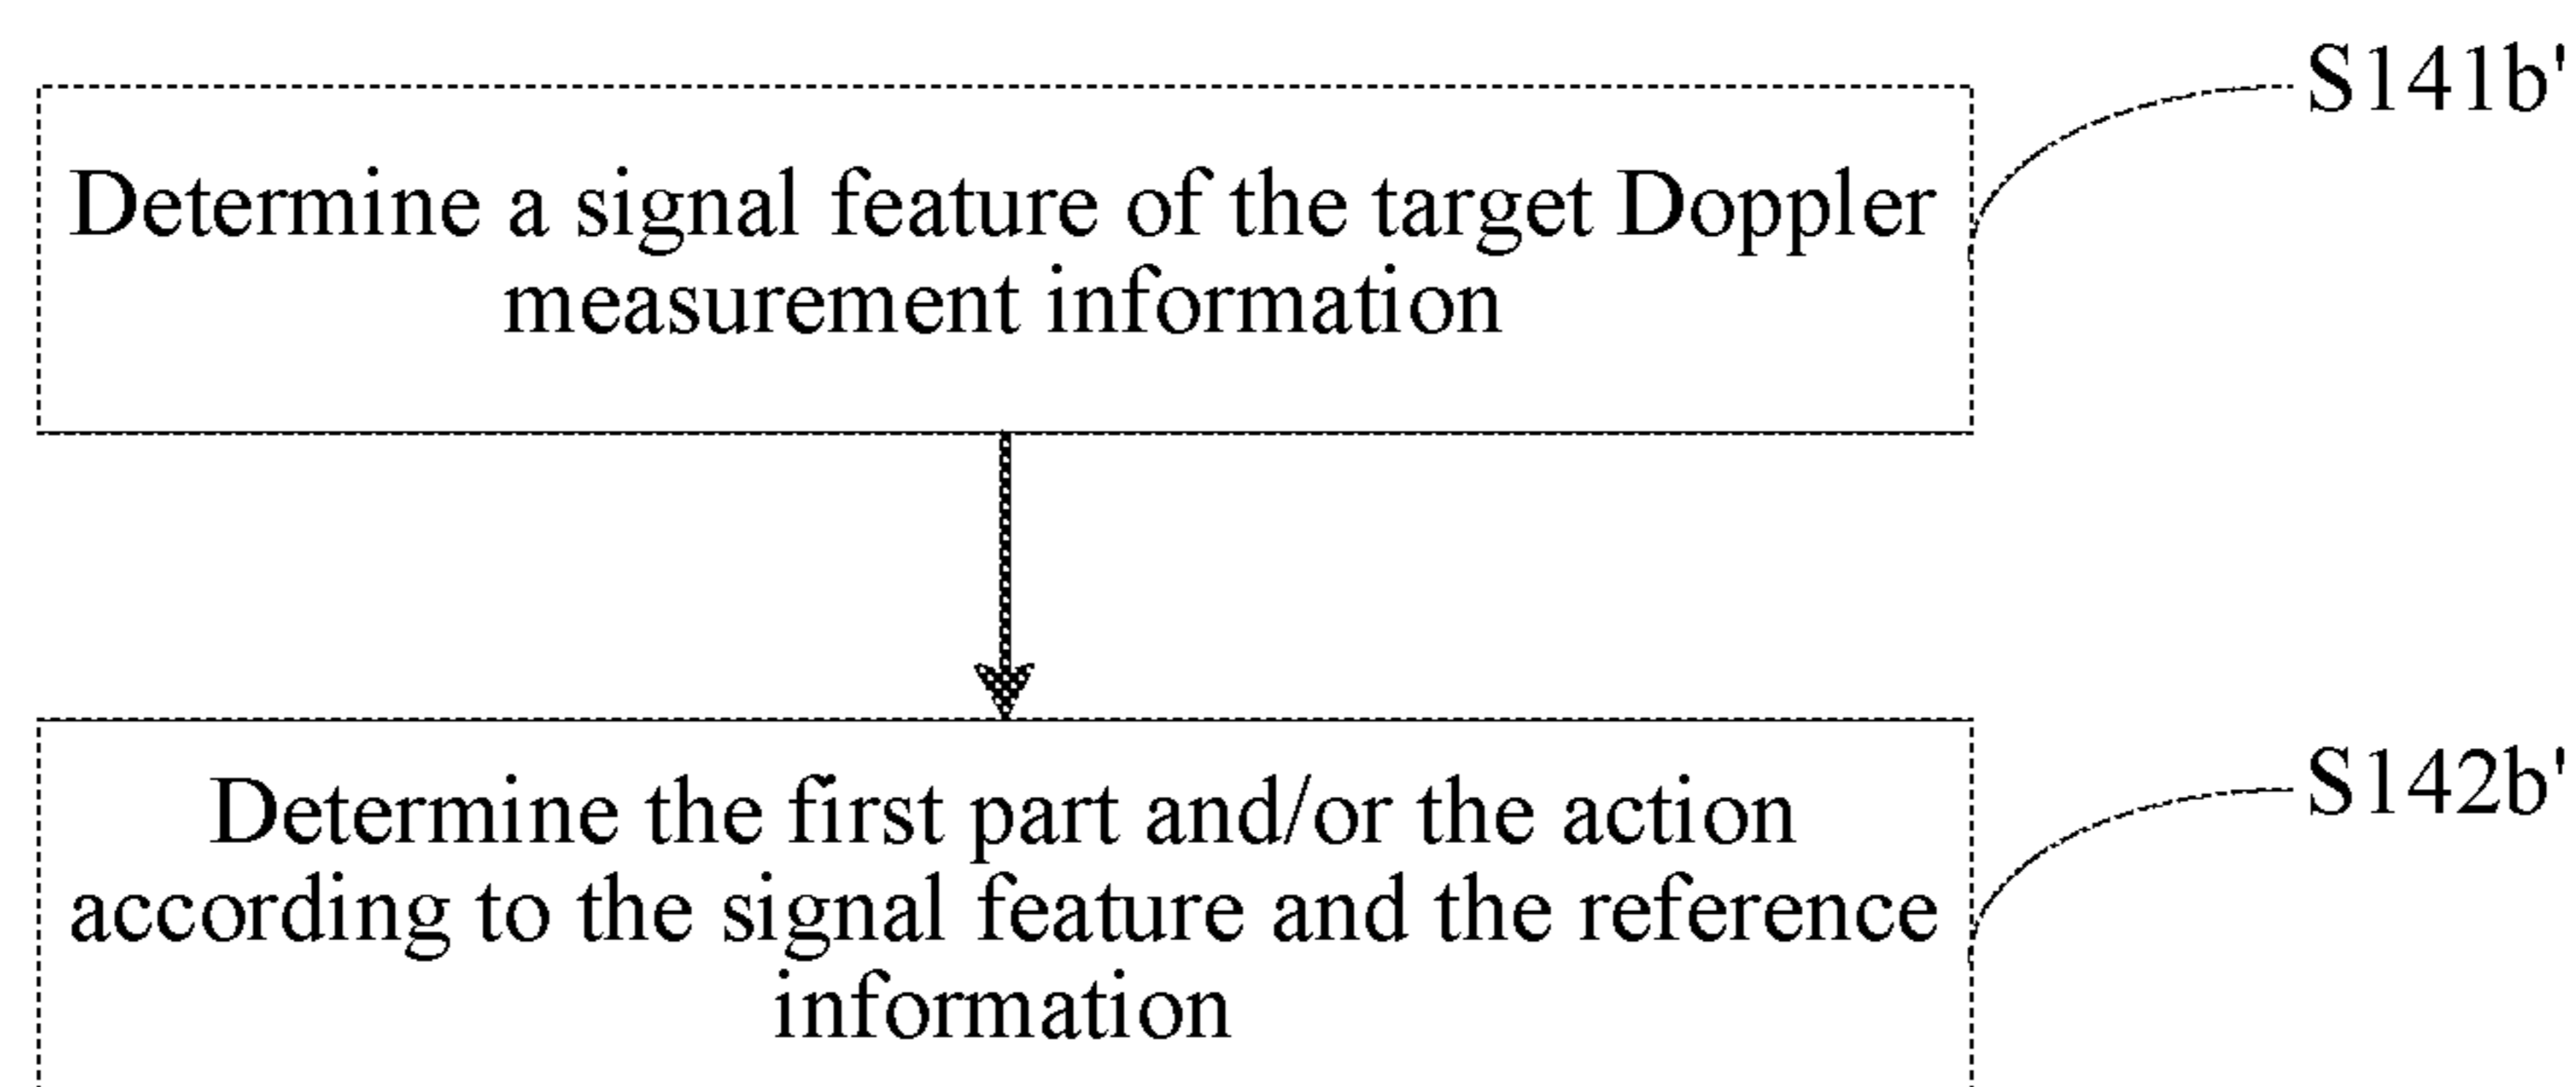 S141b'
Determine a signal feature of the target Doppler
measurement information
S142b'
Determine the first part and/or the action
according to the signal feature and the reference
information